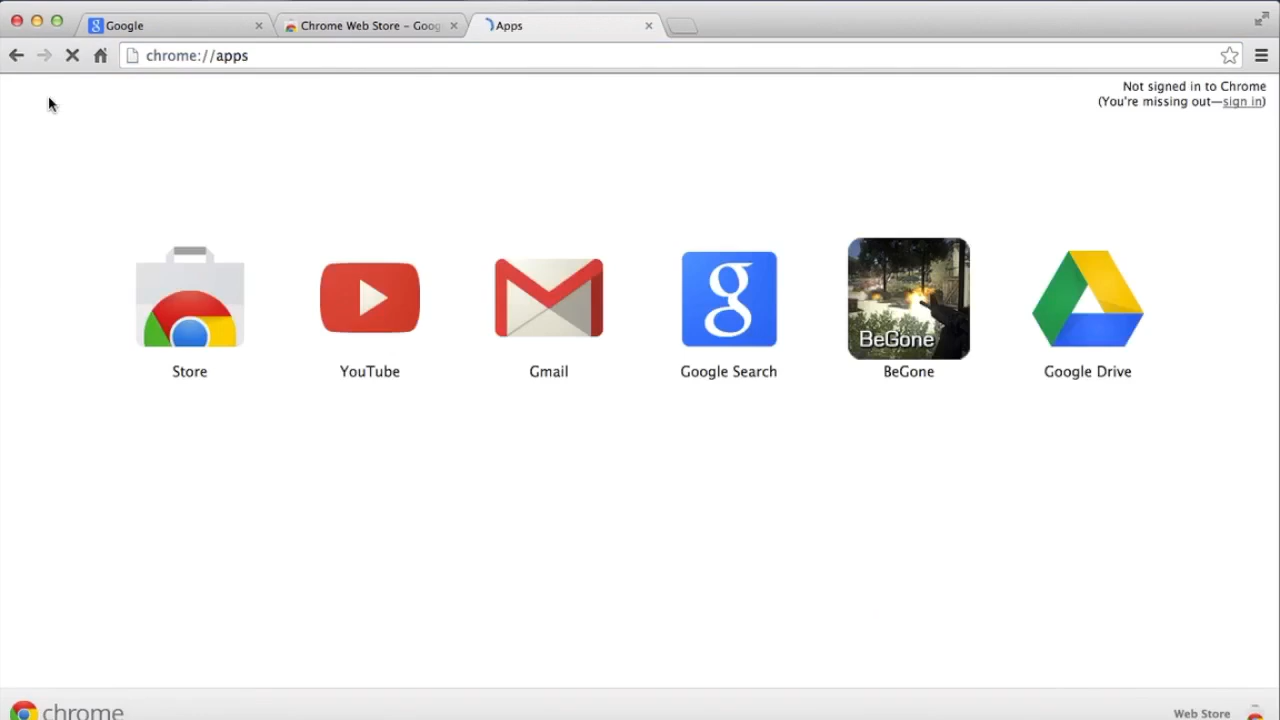 Google
Chrome Web Store – Goog
Apps
chrome://apps
Not signed in to Chrome
(You're missing out—sign in)
BeGone
Store
YouTube
Gmail
Google Search
BeGone
Google Drive
chrome
Web Store